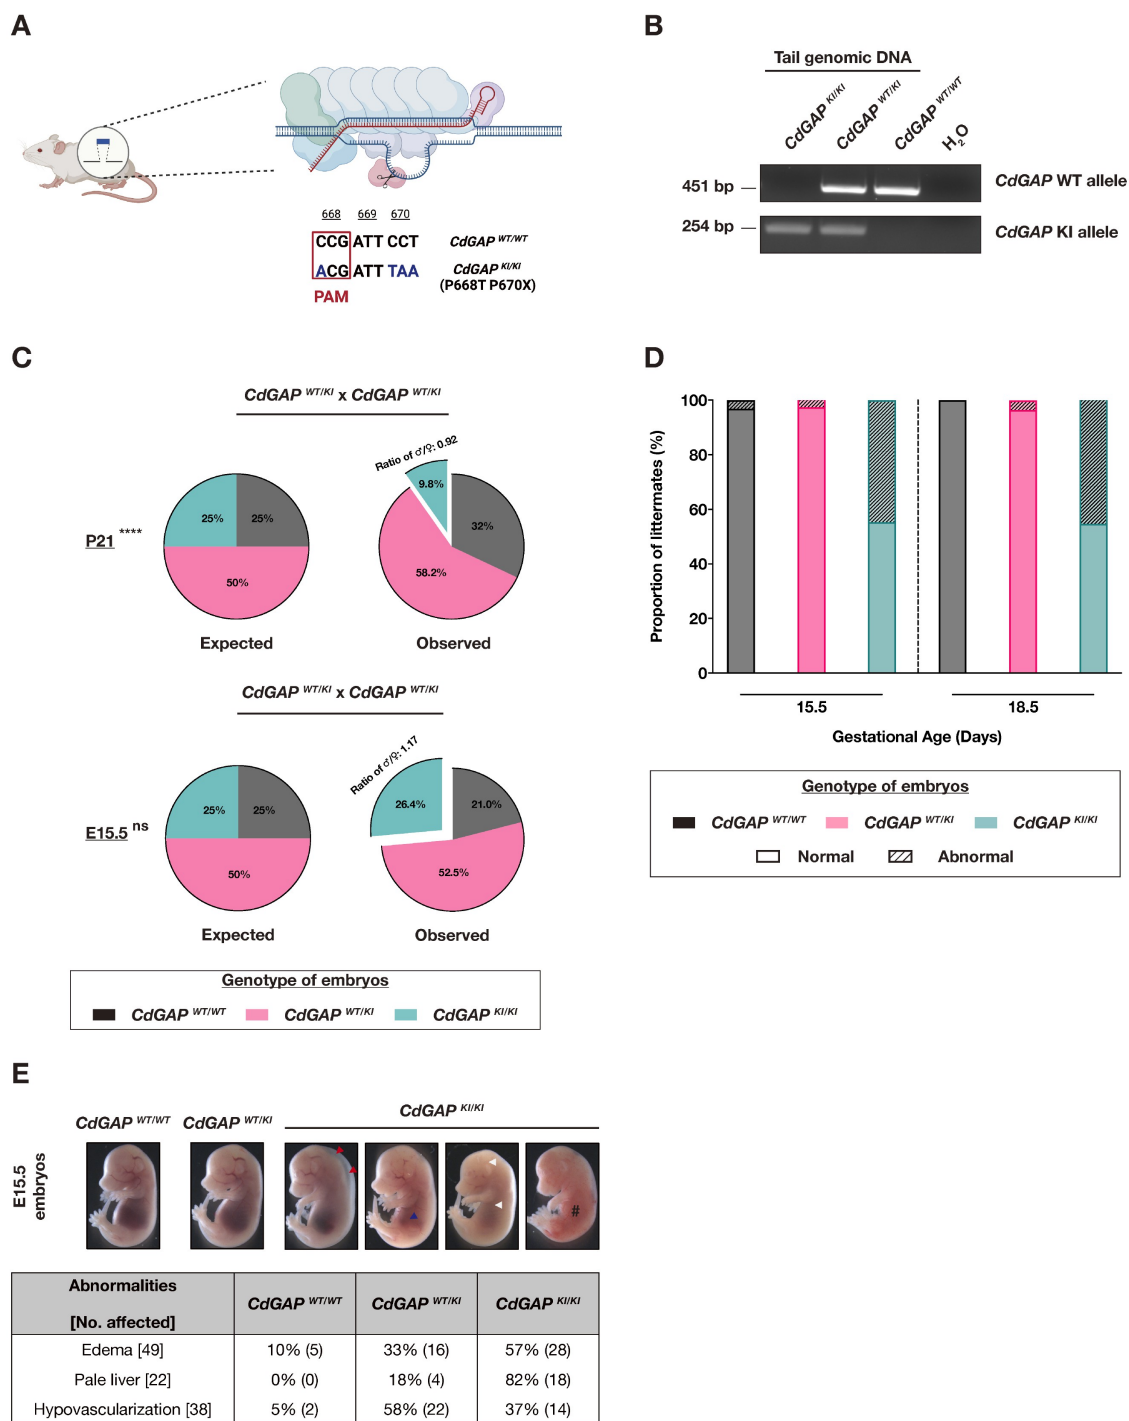 A
668 669 670
CCG ATT CCT CdGAP WT/WT
ACG ATT TAA CdGAP KI/KI
(P668T P670X)
PAM
B
Tail genomic DNA
CdGAP KI/KI CdGAP WT/KI CdGAP WT/WT H2O
451 bp CdGAP WT allele
254 bp CdGAP KI allele
C
CdGAP WT/KI x CdGAP WT/KI
Ratio of ♂/♀: 0.92
P21 ****
25% 25% 50%
9.8% 32% 58.2%
Expected Observed
CdGAP WT/KI x CdGAP WT/KI
Ratio of ♂/♀: 1.17
E15.5 ns
25% 25% 50%
26.4% 21.0% 52.5%
Expected Observed
Genotype of embryos
CdGAP WT/WT CdGAP WT/KI CdGAP KI/KI
D
Proportion of littermates (%)
100
80
60
40
20
0
15.5 18.5
Gestational Age (Days)
Genotype of embryos
CdGAP WT/WT CdGAP WT/KI CdGAP KI/KI
Normal Abnormal
E
CdGAP WT/WT CdGAP WT/KI CdGAP KI/KI
E15.5
embryos
#
Abnormalities
[No. affected] CdGAP WT/WT CdGAP WT/KI CdGAP KI/KI
Edema [49] 10% (5) 33% (16) 57% (28)
Pale liver [22] 0% (0) 18% (4) 82% (18)
Hypovascularization [38] 5% (2) 58% (22) 37% (14)